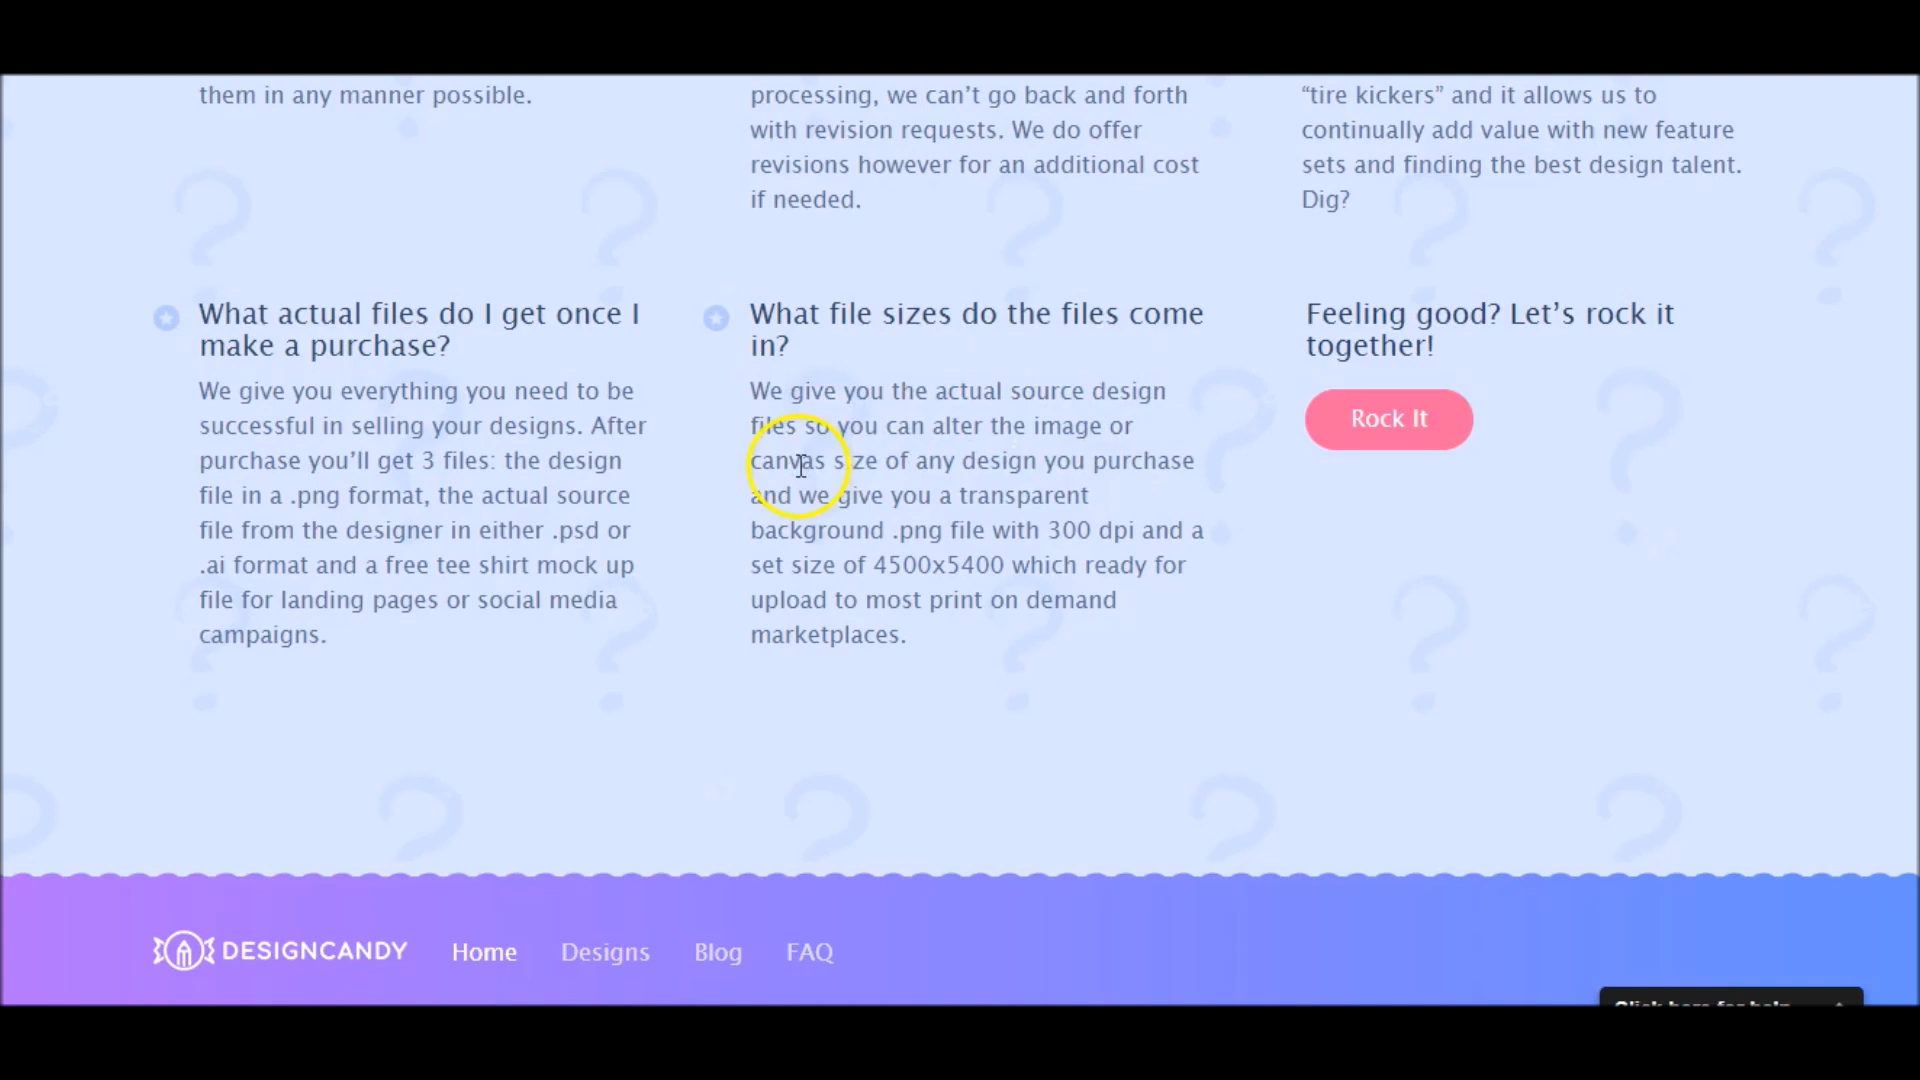 them in any manner possible.
processing, we can’t go back and forth
with revision requests. We do offer
revisions however for an additional cost
if needed.
“tire kickers” and it allows us to
continually add value with new feature
sets and finding the best design talent.
Dig?
What actual files do I get once I
make a purchase?
We give you everything you need to be
successful in selling your designs. After
purchase you’ll get 3 files: the design
file in a .png format, the actual source
file from the designer in either .psd or
.ai format and a free tee shirt mock up
file for landing pages or social media
campaigns.
What file sizes do the files come
in?
We give you the actual source design
files so you can alter the image or
canvas size of any design you purchase
and we give you a transparent
background .png file with 300 dpi and a
set size of 4500x5400 which ready for
upload to most print on demand
marketplaces.
Feeling good? Let’s rock it
together!
Rock It
DESIGNCANDY
Home
Designs
Blog
FAQ
Click here for help